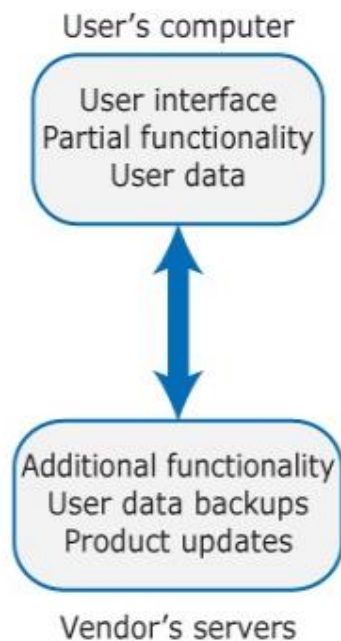 User's computer
User interface
Partial functionality
User data
Additional functionality
User data backups
Product updates
Vendor's servers